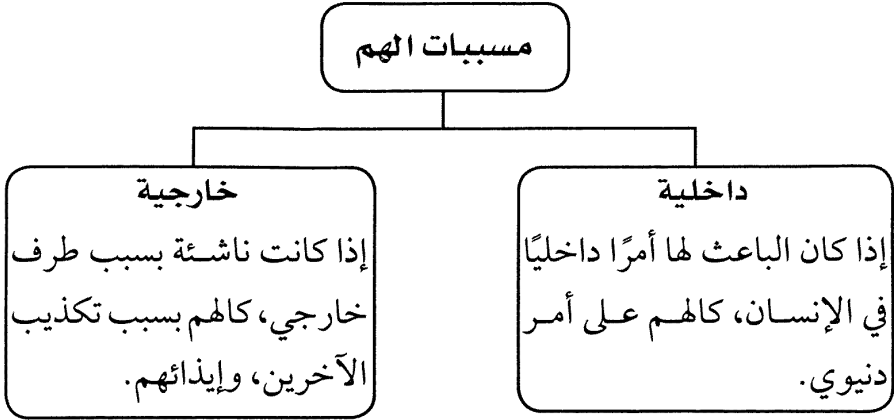 مسببات الهم
داخلية
إذا كان الباعث لها أمرًا داخليًا
في الإنسان، كالهم على أمر
دنيوي.
خارجية
إذا كانت ناشئة بسبب طرف
خارجي، كالهم بسبب تكذيب
الآخرين، وإيذائهم.